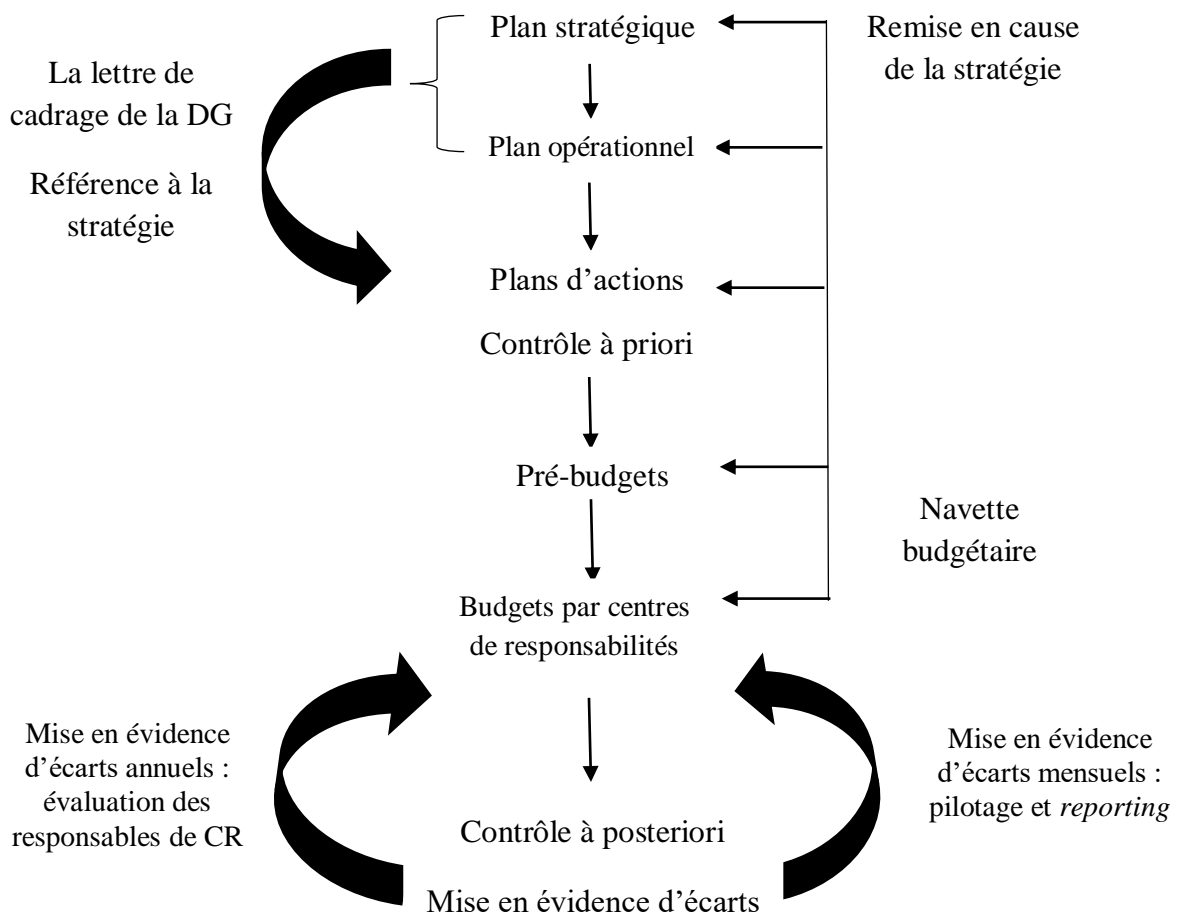 Plan stratégique
Remise en cause
de la stratégie
La lettre de
cadrage de la DG
Plan opérationnel
Référence à la
stratégie
Plans d’actions
Contrôle à priori
Pré-budgets
Navette
budgétaire
Budgets par centres
de responsabilités
Mise en évidence
d’écarts annuels :
évaluation des
responsables de CR
Mise en évidence
d’écarts mensuels :
pilotage et reporting
Contrôle à posteriori
Mise en évidence d’écarts